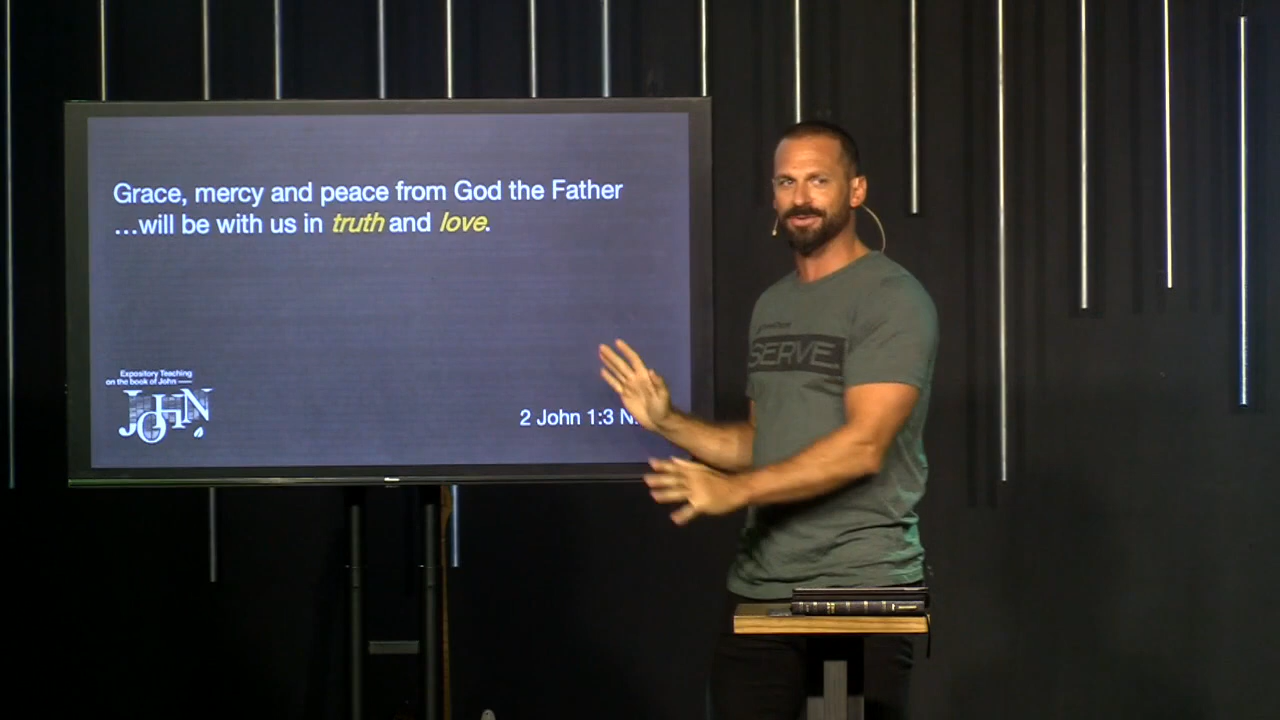 Grace, mercy and peace from God the Father
...will be with us in truth and love.
Expository Teaching
on the book of John
JOHN
2 John 1:3
SERVE